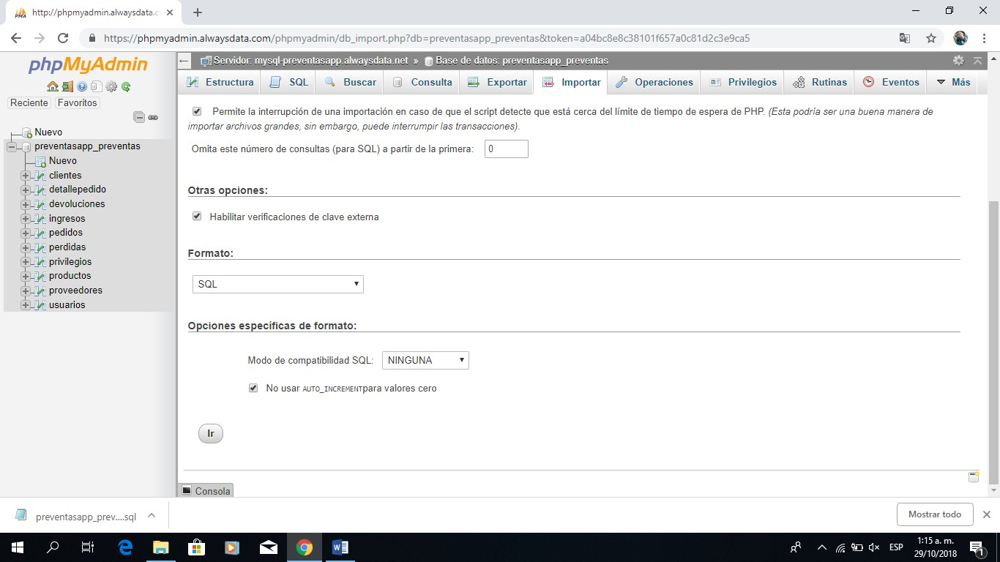 http://phpmyadmin.alwaysdata.c
https://phpmyadmin.alwaysdata.com/phpmyadmin/db_import.php?db=preventasapp_preventas&token=a04bc8e8c38101f657a0c81d2c3e9ca5
phpMyAdmin
Reciente Favoritos
Nuevo
preventasapp_preventas
Nuevo
clientes
detallepedido
devoluciones
ingresos
pedidos
perdidas
privilegios
productos
proveedores
usuarios
Servidor: mysql-preventasapp.alwaysdata.net » Base de datos: preventasapp_preventas
Estructura SQL Buscar Consulta Exportar Importar Operaciones Privilegios Rutinas Eventos Más
Permite la interrupción de una importación en caso de que el script detecte que está cerca del límite de tiempo de espera de PHP. (Esta podría ser una buena manera de
importar archivos grandes, sin embargo, puede interrumpir las transacciones).
Omita este número de consultas (para SQL) a partir de la primera: 0
Otras opciones:
Habilitar verificaciones de clave externa
Formato:
SQL
Opciones específicas de formato:
Modo de compatibilidad SQL: NINGUNA
No usar AUTO_INCREMENTpara valores cero
Ir
Consola
preventasapp_prev....sql
Mostrar todo
ESP
1:15 a. m.
29/10/2018
1